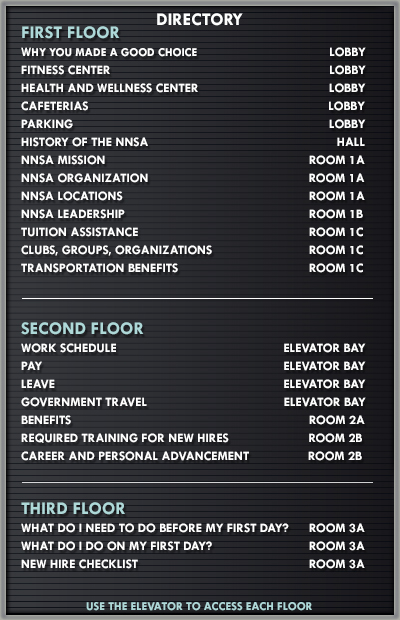 DIRECTORY
FIRST FLOOR
WHY YOU MADE A GOOD CHOICE LOBBY
FITNESS CENTER LOBBY
HEALTH AND WELLNESS CENTER LOBBY
CAFETERIAS LOBBY
PARKING LOBBY
HISTORY OF THE NNSA HALL
NNSA MISSION ROOM 1A
NNSA ORGANIZATION ROOM 1A
NNSA LOCATIONS ROOM 1A
NNSA LEADERSHIP ROOM 1B
TUITION ASSISTANCE ROOM 1C
CLUBS, GROUPS, ORGANIZATIONS ROOM 1C
TRANSPORTATION BENEFITS ROOM 1C
SECOND FLOOR
WORK SCHEDULE ELEVATOR BAY
PAY ELEVATOR BAY
LEAVE ELEVATOR BAY
GOVERNMENT TRAVEL ELEVATOR BAY
BENEFITS ROOM 2A
REQUIRED TRAINING FOR NEW HIRES ROOM 2B
CAREER AND PERSONAL ADVANCEMENT ROOM 2B
THIRD FLOOR
WHAT DO I NEED TO DO BEFORE MY FIRST DAY? ROOM 3A
WHAT DO I DO ON MY FIRST DAY? ROOM 3A
NEW HIRE CHECKLIST ROOM 3A
USE THE ELEVATOR TO ACCESS EACH FLOOR